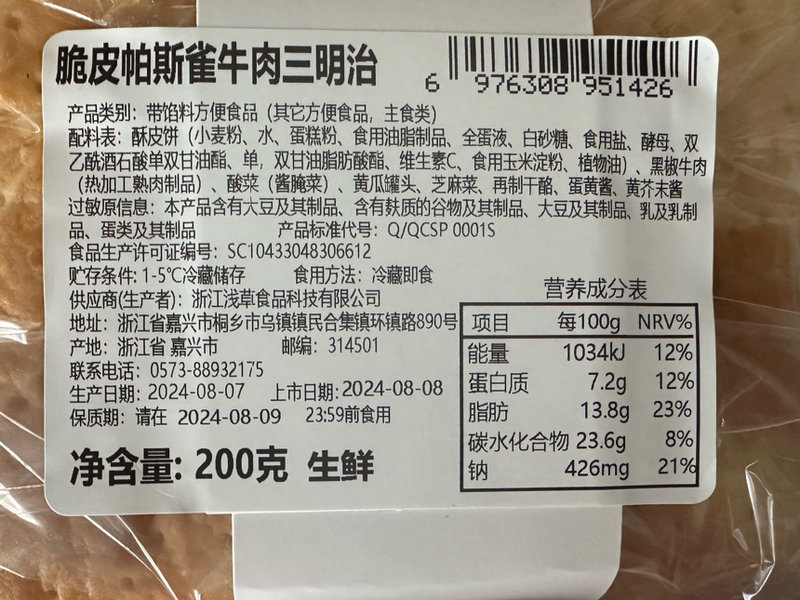 脆皮帕斯雀牛肉三明治
6 976308 951426
产品类别：带馅料方便食品（其它方便食品，主食类）
配料表：酥皮饼（小麦粉、水、蛋糕粉、食用油脂制品、全蛋液、白砂糖、食用盐、酵母、双
乙酰酒石酸单双甘油酯、单，双甘油脂肪酸酯、维生素C、食用玉米淀粉、植物油）、黑椒牛肉
（热加工熟肉制品）、酸菜（酱腌菜）、黄瓜罐头、芝麻菜、再制干酪、蛋黄酱、黄芥末酱
过敏原信息：本产品含有大豆及其制品、含有麸质的谷物及其制品、大豆及其制品、乳及乳制
品、蛋类及其制品 产品标准代号：Q/QCSP 0001S
食品生产许可证编号：SC10433048306612
贮存条件：1-5℃冷藏储存 食用方法：冷藏即食
供应商(生产者)：浙江浅草食品科技有限公司
地址：浙江省嘉兴市桐乡市乌镇镇民合集镇环镇路890号
产地：浙江省 嘉兴市 邮编：314501
联系电话：0573-88932175
生产日期：2024-08-07 上市日期：2024-08-08
保质期：请在 2024-08-09 23:59前食用
净含量: 200克 生鲜
营养成分表
项目 每100g NRV%
能量 1034kJ 12%
蛋白质 7.2g 12%
脂肪 13.8g 23%
碳水化合物 23.6g 8%
钠 426mg 21%